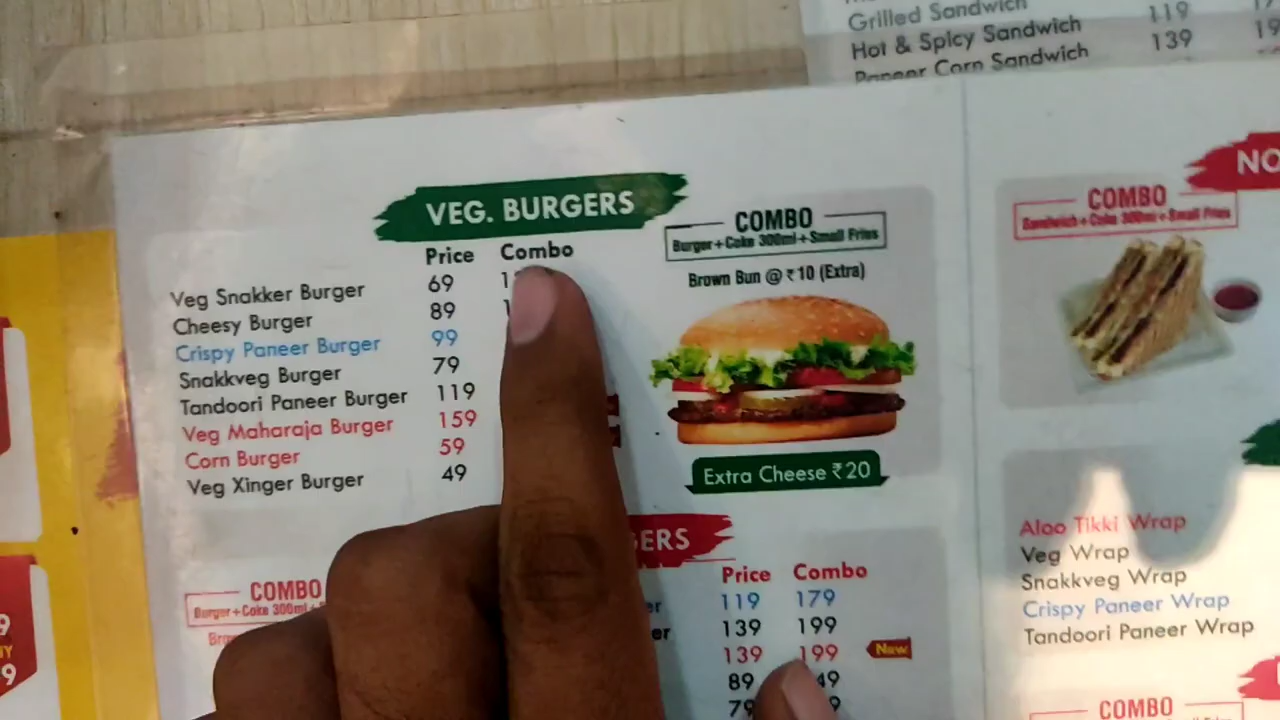 Grilled Sandwich 119
Hot & Spicy Sandwich 139
Paneer Corn Sandwich
VEG. BURGERS
Price Combo
Veg Snakker Burger 69
Cheesy Burger 89
Crispy Paneer Burger 99
Snakkveg Burger 79
Tandoori Paneer Burger 119
Veg Maharaja Burger 159
Corn Burger 59
Veg Xinger Burger 49
COMBO
Burger+Coke 300ml+Small Fries
Brown Bun @ ₹ 10 (Extra)
Extra Cheese ₹20
COMBO
Burger+Coke 300ml
Price Combo
119 179
139 199
139 199 New
89
NO
COMBO
Sandwich+Coke 300ml+Small Fries
Aloo Tikki Wrap
Veg Wrap
Snakkveg Wrap
Crispy Paneer Wrap
Tandoori Paneer Wrap
COMBO